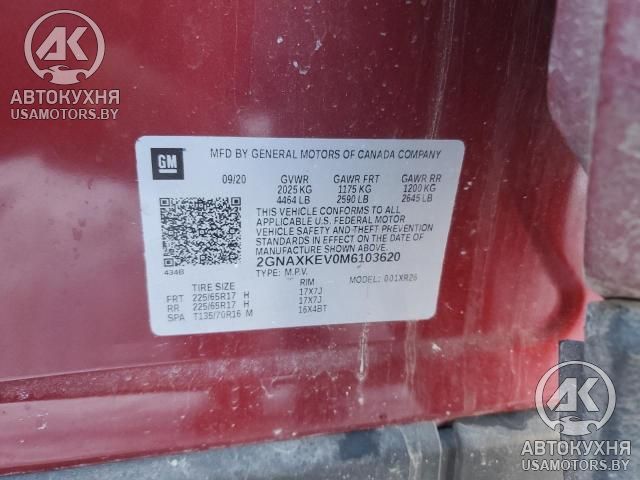 AK
АВТОКУХНЯ
USAMOTORS.BY
GM
MFD BY GENERAL MOTORS OF CANADA COMPANY
09/20 GVWR GAWR FRT GAWR RR
2025 KG 1175 KG 1200 KG
4464 LB 2590 LB 2645 LB
THIS VEHICLE CONFORMS TO ALL
APPLICABLE U.S. FEDERAL MOTOR
VEHICLE SAFETY AND THEFT PREVENTION
STANDARDS IN EFFECT ON THE DATE OF
MANUFACTURE SHOWN ABOVE.
2GNAXKEV0M6103620
434B
TYPE: M.P.V. MODEL: 001XR26
TIRE SIZE RIM
FRT 225/65R17 H 17X7J
RR 225/65R17 H 17X7J
SPA T135/70R16 M 16X4BT
AK
АВТОКУХНЯ
USAMOTORS.BY